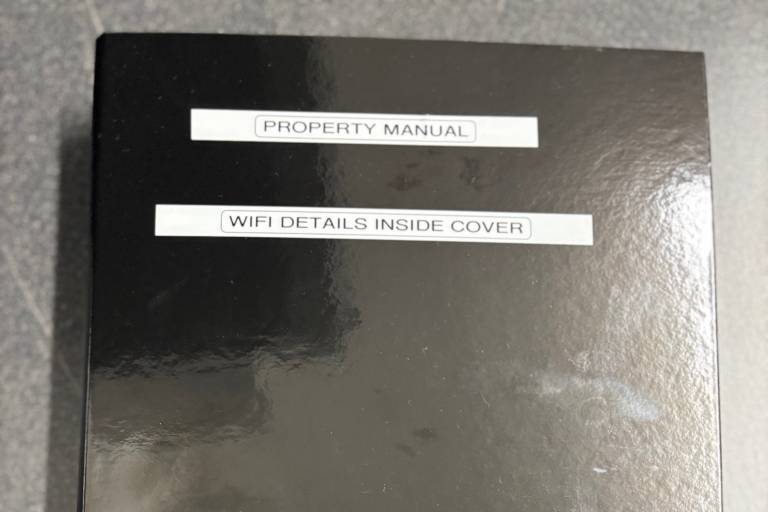 PROPERTY MANUAL
WIFI DETAILS INSIDE COVER